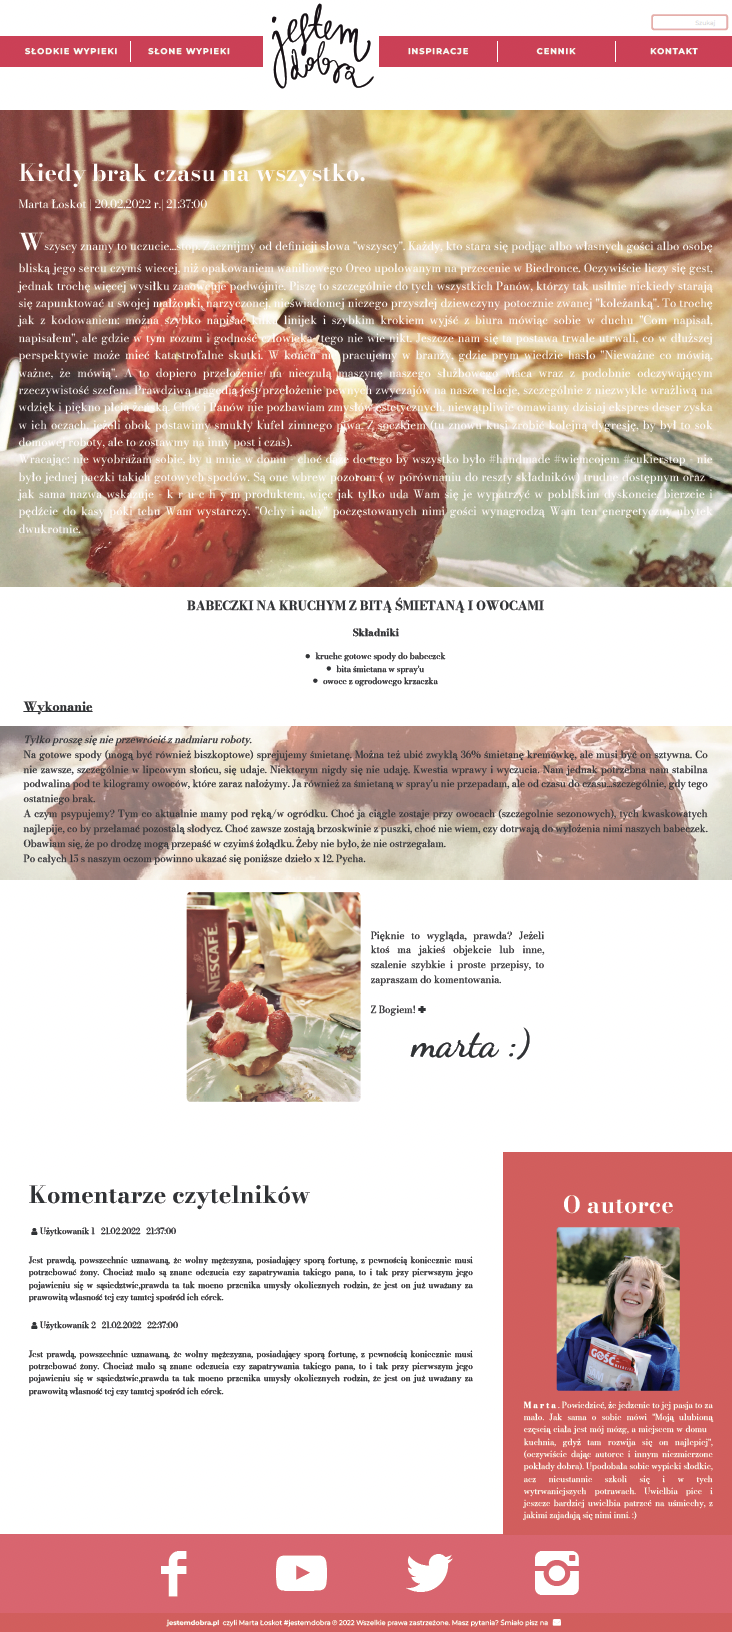 jestem
dobra
Szukaj
SŁODKIE WYPIEKI
SŁONE WYPIEKI
INSPIRACJE
CENNIK
KONTAKT
Kiedy brak czasu na wszystko.
Marta Łoskot | 20.02.2022 r.| 21:37:00
Wszyscy znamy to uczucie...stop. Zacznijmy od definicji słowa "wszyscy". Każdy, kto stara się podjąc albo własnych gości albo osobę
bliską jego sercu czymś wiecej, niż opakowaniem waniliowego Oreo upolowanym na przecenie w Biedronce. Oczywiście liczy się gest,
jednak trochę więcej wysiłku zaowocuje podwójnie. Piszę to szczególnie do tych wszystkich Panów, którzy tak usilnie niekiedy starają
się zapunktować u swojej małżonki, narzyczonej, nieświadomej niczego przyszłej dziewczyny potocznie zwanej "koleżanką". To trochę
jak z kodowaniem: można szybko napisać kilka linijek i szybkim krokiem wyjść z biura mówiąc sobie w duchu "Com napisał,
napisałem", ale gdzie w tym rozum i godność człowieka, tego nie wie nikt. Jeszcze nam się ta postawa trwale utrwali, co w dłuższej
perspektywie może mieć katastrofalne skutki. W końcu nie pracujemy w branży, gdzie prym wiedzie hasło "Nieważne co mówią,
ważne, że mówią". A to dopiero przełożenie na nieczułą maszynę naszego służbowego Maca wraz z podobnie odczywającym
rzeczywistość szefem. Prawdziwą tragedią jest przełożenie pewnych zwyczajów na nasze relacje, szczególnie z niezwykle wrażliwą na
wdzięk i piękno płcią żeńską. Choć i Panów nie pozbawiam zmysłów estetycznych, niewątpliwie omawiany dzisiaj ekspres deser zyska
w ich oczach, jeżeli obok postawimy smukły kufel zimnego piwa. Z soczkiem (tu znowu kusi zrobić kolejną dygresję, by był to sok
domowej roboty, ale to zostawmy na inny post i czas).
Wracając: nie wyobrażam sobie, by u mnie w domu - choć dążę do tego by wszystko było #handmade #wiemcojem #cukierstop - nie
było jednej paczki takich gotowych spodów. Są one wbrew pozorom ( w porównaniu do reszty składników) trudno dostępnym oraz
jak sama nazwa wskazuje - k r u c h y m produktem, więc jak tylko uda Wam się je wypatrzyć w pobliskim dyskoncie, bierzcie i
pędźcie do kasy póki tchu Wam wystarczy. "Ochy i achy" poczęstowanych nimi gości wynagrodzą Wam ten energetyczny ubytek
dwukrotnie.
BABECZKI NA KRUCHYM Z BITĄ ŚMIETANĄ I OWOCAMI
Składniki
• kruche gotowe spody do babeczek
• bita śmietana w spray'u
• owoce z ogrodowego krzaczka
Wykonanie
Tylko proszę się nie przewrócić z nadmiaru roboty.
Na gotowe spody (mogą być również biszkoptowe) sprejujemy śmietanę. Można też ubić zwykłą 36% śmietanę kremówkę, ale musi być on sztywna. Co
nie zawsze, szczególnie w lipcowym słońcu, się udaje. Niektorym nigdy się nie udają. Kwestia wprawy i wyczucia. Nam jednak potrzebna nam stabilna
podwalina pod te kilogramy owoców, które zaraz nałożymy. Ja również za śmietaną w spray'u nie przepadam, ale od czasu do czasu...szczególnie, gdy tego
ostatniego brak.
A czym psypujemy? Tym co aktualnie mamy pod ręką/w ogródku. Choć ja ciągle zostaje przy owocach (szczegolnie sezonowych), tych kwaskowatych
najlepije, co by przełamać pozostałą słodycz. Choć zawsze zostają brzoskwinie z puszki, choć nie wiem, czy dotrwają do wyłożenia nimi naszych babeczek.
Obawiam się, że po drodzę mogą przepaść w czyimś żołądku. Żeby nie było, że nie ostrzegałam.
Po całych 15 s naszym oczom powinno ukazać się poniższe dzieło x 12. Pycha.
NESCAFÉ
Pięknie to wygląda, prawda? Jeżeli
ktoś ma jakieś objekcie lub inne,
szalenie szybkie i proste przepisy, to
zapraszam do komentowania.
Z Bogiem!
marta :)
Komentarze czytelników
Użytkowanik 1 21.02.2022 21:37:00
Jest prawdą, powszechnie uznawaną, że wolny mężczyzna, posiadający sporą fortunę, z pewnością koniecznie musi
potrzebować żony. Chociaż mało są znane odczucia czy zapatrywania takiego pana, to i tak przy pierwszym jego
pojawieniu się w sąsiedztwie,prawda ta tak mocno przenika umysły okolicznych rodzin, że jest on już uważany za
prawowitą własność tej czy tamtej spośród ich córek.
Użytkowanik 2 21.02.2022 22:37:00
Jest prawdą, powszechnie uznawaną, że wolny mężczyzna, posiadający sporą fortunę, z pewnością koniecznie musi
potrzebować żony. Chociaż mało są znane odczucia czy zapatrywania takiego pana, to i tak przy pierwszym jego
pojawieniu się w sąsiedztwie,prawda ta tak mocno przenika umysły okolicznych rodzin, że jest on już uważany za
prawowitą własność tej czy tamtej spośród ich córek.
O autorce
GOŚĆ
Marta. Powiedzieć, że jedzenie to jej pasja to za
mało. Jak sama o sobie mówi "Moją ulubioną
częscią ciała jest mój mózg, a miejscem w domu
kuchnia, gdyż tam rozwija się on najlepiej",
(oczywiście dając autorce i innym niezmierzone
pokłady dobra). Upodobała sobie wypieki słodkie,
acz nieustannie szkoli się i w tych
wytrwaniejszych potrawach. Uwielbia piec i
jeszcze bardziej uwielbia patrzeć na uśmiechy, z
jakimi zajadają się nimi inni. :)
jestemdobra.pl czyli Marta Łoskot #jestemdobra © 2022 Wszelkie prawa zastrzeżone. Masz pytania? Śmiało pisz na